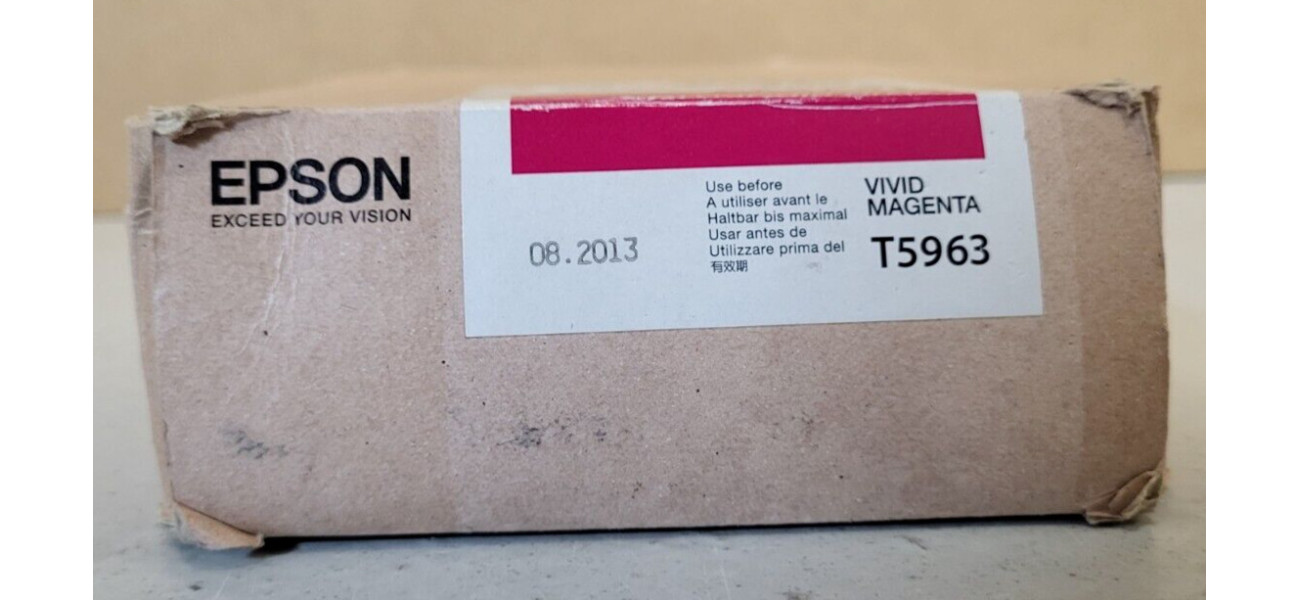 EPSON
EXCEED YOUR VISION
08.2013
Use before
A utiliser avant le
Haltbar bis maximal
Usar antes de
Utilizzare prima del
有效期
VIVID
MAGENTA
T5963